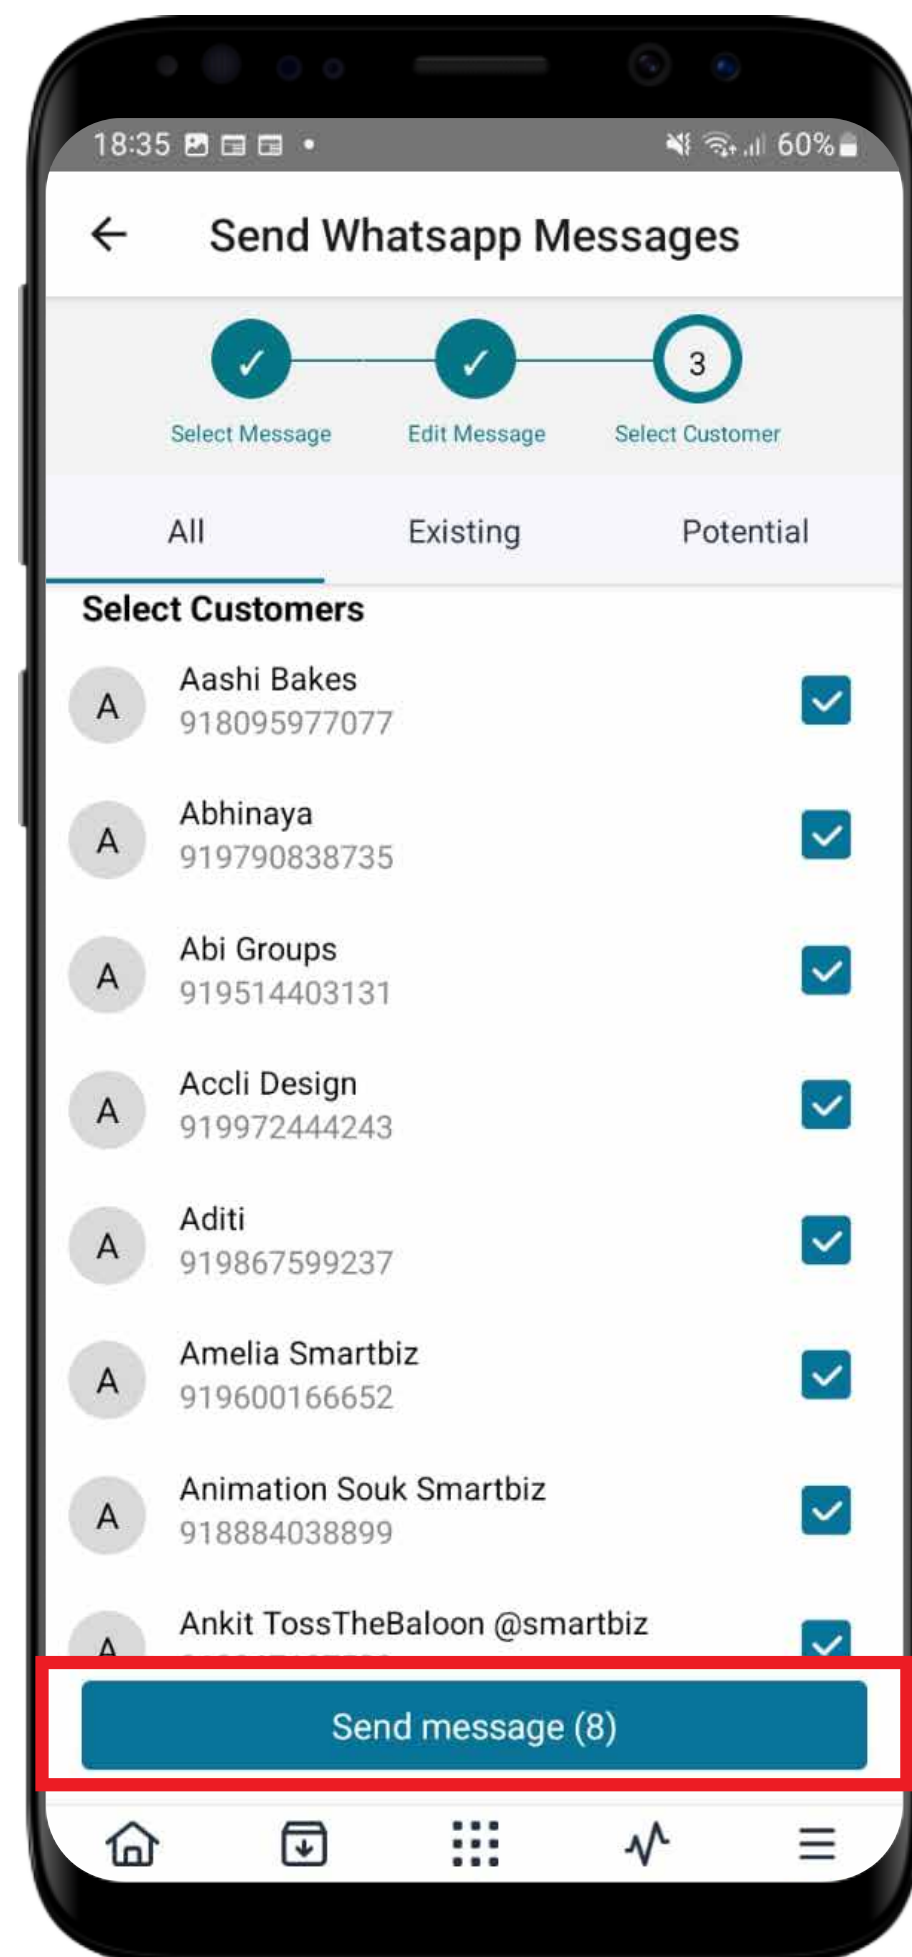 18:35
60%
Send Whatsapp Messages
3
Select Message
Edit Message
Select Customer
All
Existing
Potential
Select Customers
A
Aashi Bakes
918095977077
A
Abhinaya
919790838735
A
Abi Groups
919514403131
A
Accli Design
919972444243
A
Aditi
919867599237
A
Amelia Smartbiz
919600166652
A
Animation Souk Smartbiz
918884038899
A
Ankit TossTheBaloon @smartbiz
Send message (8)